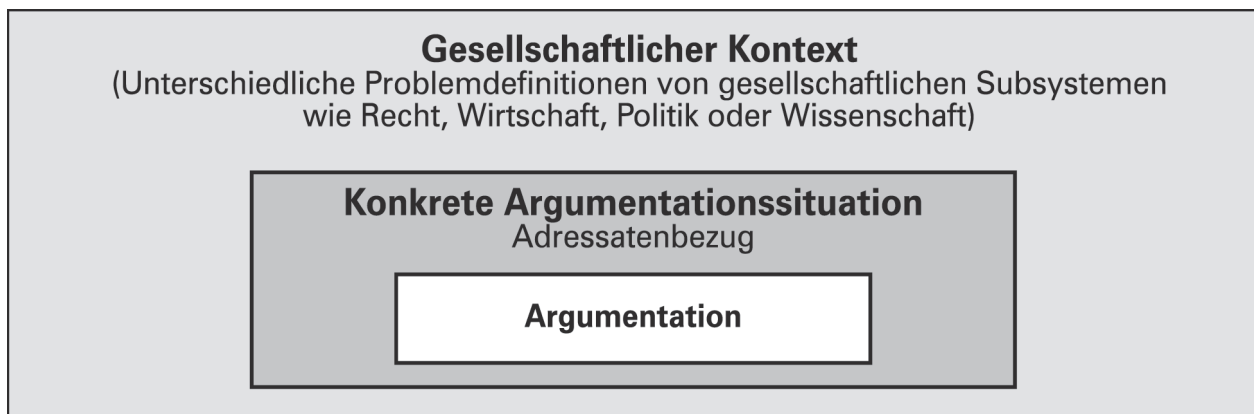 Gesellschaftlicher Kontext
(Unterschiedliche Problemdefinitionen von gesellschaftlichen Subsystemen
wie Recht, Wirtschaft, Politik oder Wissenschaft)
Konkrete Argumentationssituation
Adressatenbezug
Argumentation